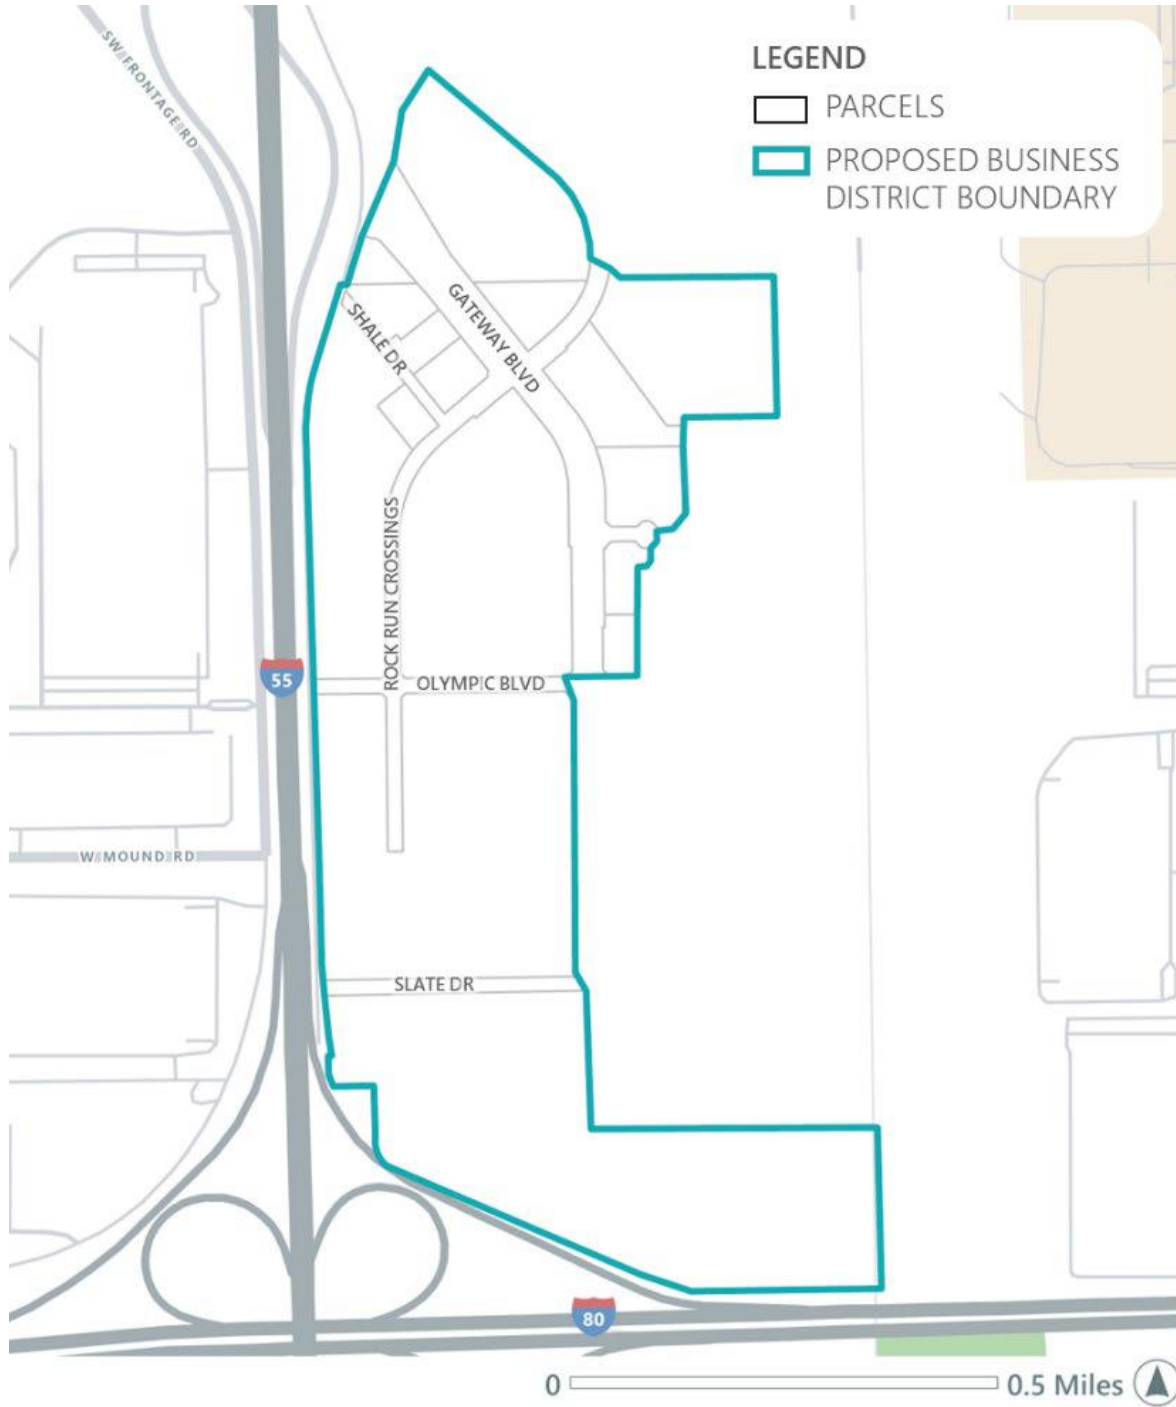 LEGEND
PARCELS
PROPOSED BUSINESS
DISTRICT BOUNDARY
SW FRONTAGE RD
GATEWAY BLVD
SHALE DR
ROCK RUN CROSSINGS
55
OLYMPIC BLVD
W MOUND RD
SLATE DR
80
0
0.5 Miles